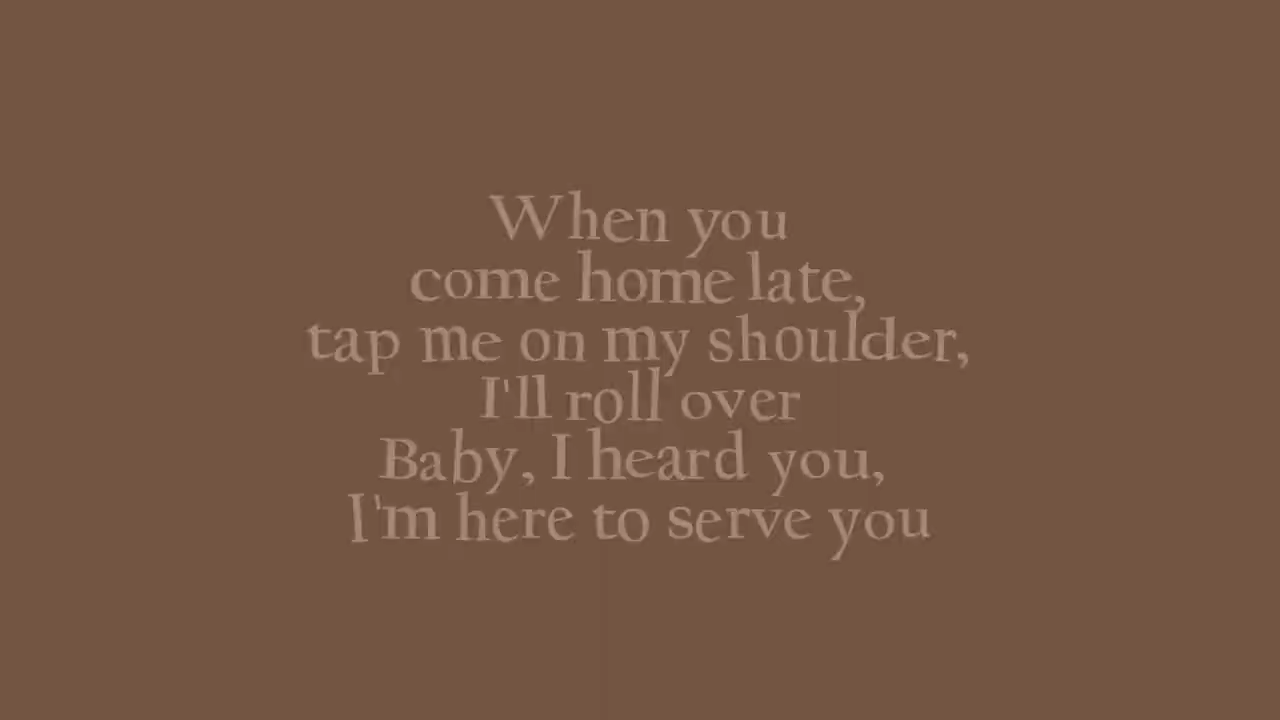 When you
come home late,
tap me on my shoulder,
I'll roll over
Baby, I heard you,
I'm here to serve you